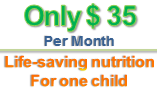 Only $ 35
Per Month
Life-saving nutrition
For one child